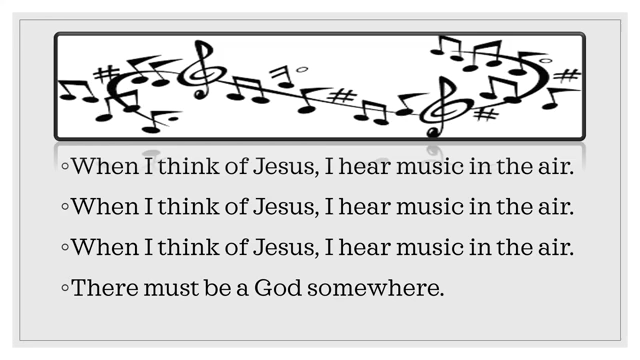 ◦When I think of Jesus, I hear music in the air.
◦When I think of Jesus, I hear music in the air.
◦When I think of Jesus, I hear music in the air.
◦There must be a God somewhere.